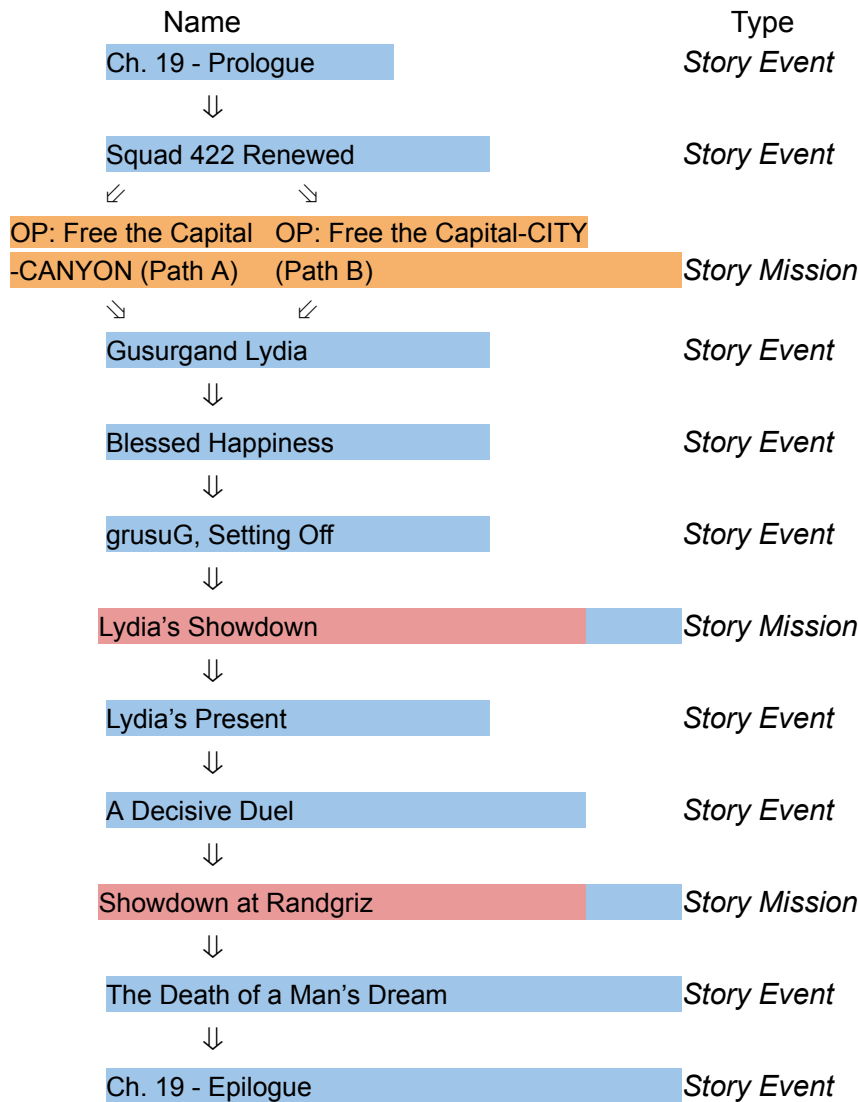 Name Type
Ch. 19 - Prologue Story Event
⇓
Squad 422 Renewed Story Event
⇙ ⇘
OP: Free the Capital OP: Free the Capital-CITY
-CANYON (Path A) (Path B) Story Mission
⇘ ⇙
Gusurgand Lydia Story Event
⇓
Blessed Happiness Story Event
⇓
grusuG, Setting Off Story Event
⇓
Lydia’s Showdown Story Mission
⇓
Lydia’s Present Story Event
⇓
A Decisive Duel Story Event
⇓
Showdown at Randgriz Story Mission
⇓
The Death of a Man’s Dream Story Event
⇓
Ch. 19 - Epilogue Story Event